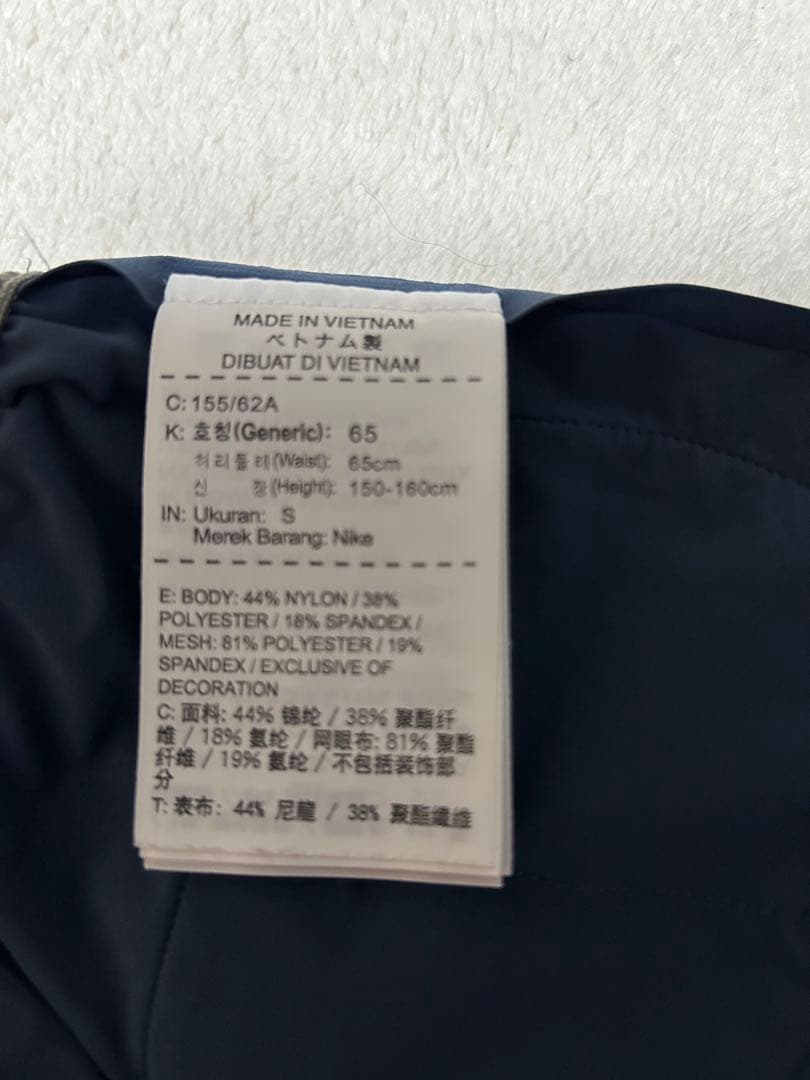 MADE IN VIETNAM
ベトナム製
DIBUAT DI VIETNAM
C: 155/62A
K: 호칭(Generic): 65
허리둘레(Waist): 65cm
신 장(Height): 150-160cm
IN: Ukuran: S
Merek Barang: Nike
E: BODY: 44% NYLON / 38%
POLYESTER / 18% SPANDEX /
MESH: 81% POLYESTER / 19%
SPANDEX / EXCLUSIVE OF
DECORATION
C: 面料: 44% 锦纶 / 38% 聚酯纤
维 / 18% 氨纶 / 网眼布: 81% 聚酯
纤维 / 19% 氨纶 / 不包括装饰部
分
T: 表布: 44% 尼龍 / 38% 聚酯纖維